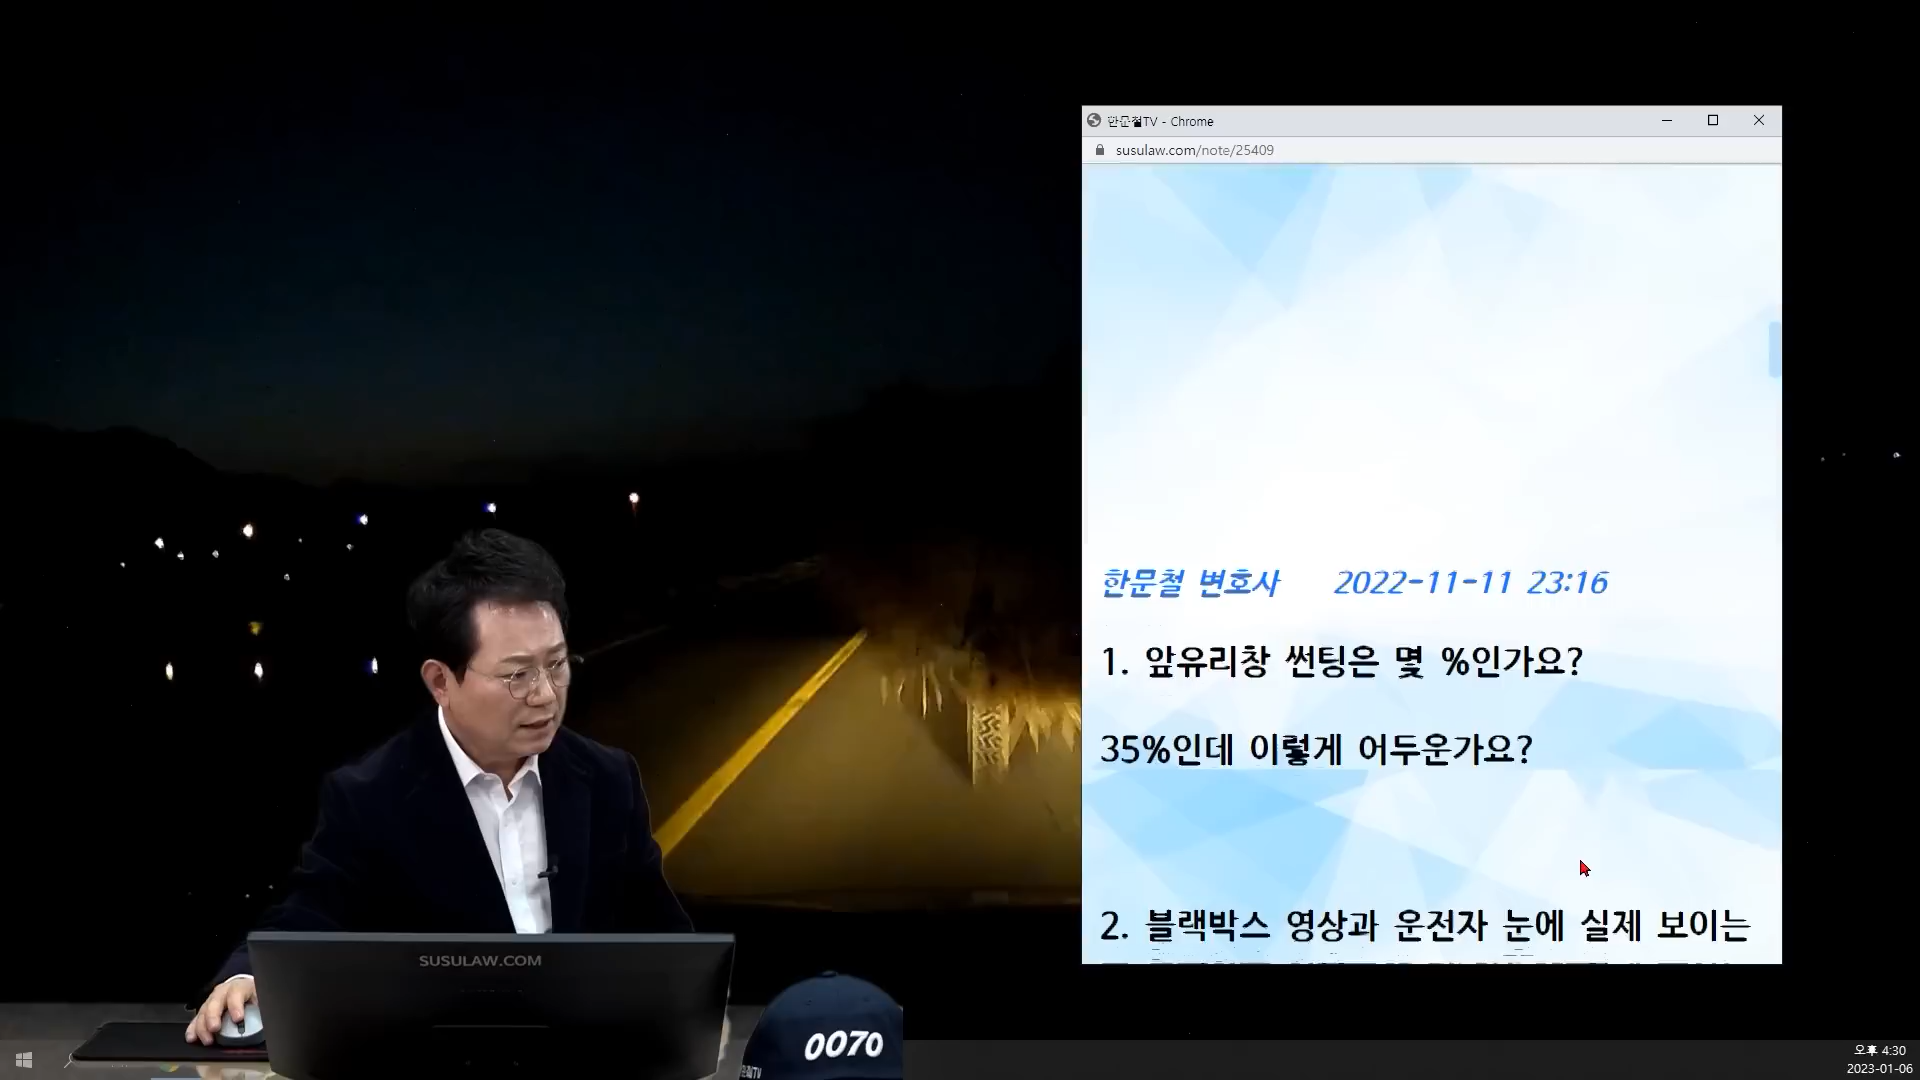 한문철TV - Chrome
susulaw.com/note/25409
한문철 변호사 2022-11-11 23:16
1. 앞유리창 썬팅은 몇 %인가요?
35%인데 이렇게 어두운가요?
2. 블랙박스 영상과 운전자 눈에 실제 보이는
SUSULAW.COM
0070
오후 4:30
2023-01-06